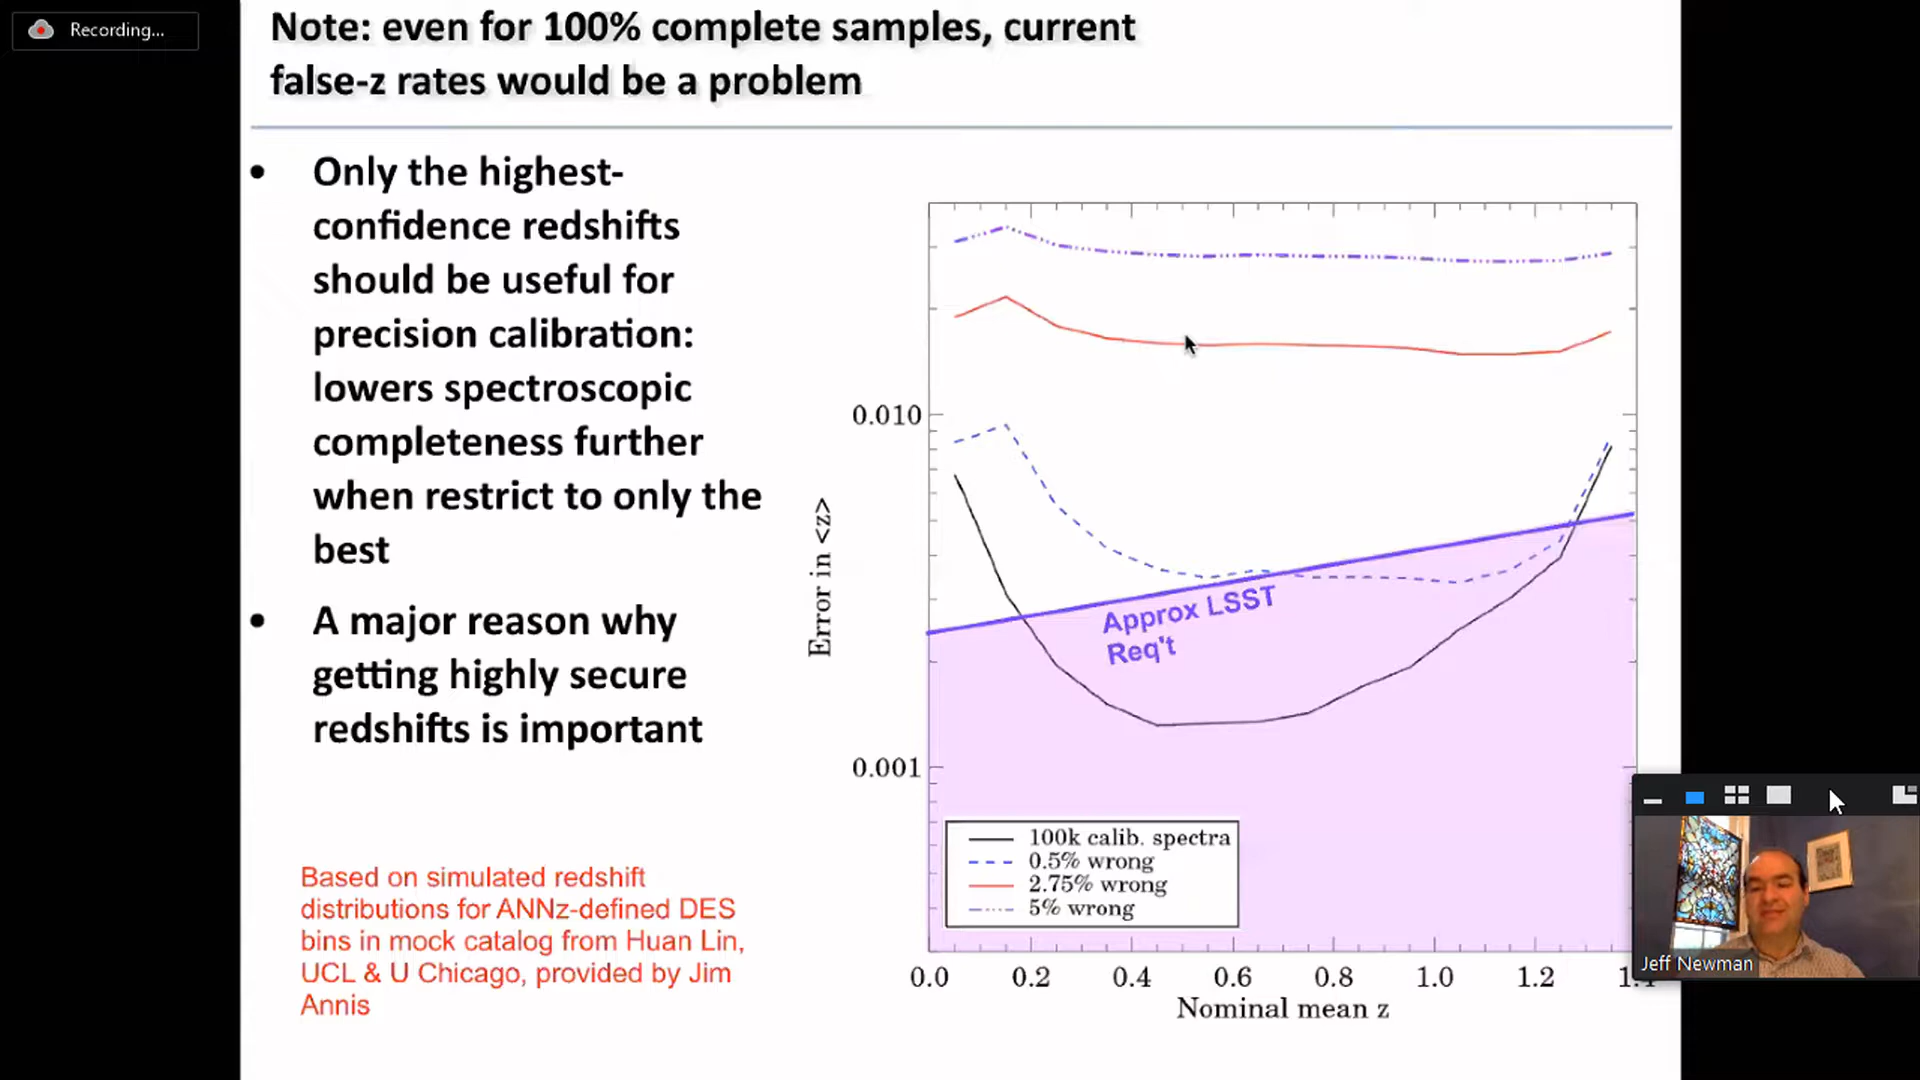 Recording...
Note: even for 100% complete samples, current
false-z rates would be a problem
• Only the highest-
confidence redshifts
should be useful for
precision calibration:
lowers spectroscopic
completeness further
when restrict to only the
best
• A major reason why
getting highly secure
redshifts is important
Based on simulated redshift
distributions for ANNz-defined DES
bins in mock catalog from Huan Lin,
UCL & U Chicago, provided by Jim
Annis
0.010
0.001
Error in <z>
Approx LSST
Req't
100k calib. spectra
0.5% wrong
2.75% wrong
5% wrong
0.0 0.2 0.4 0.6 0.8 1.0 1.2 1.4
Nominal mean z
Jeff Newman